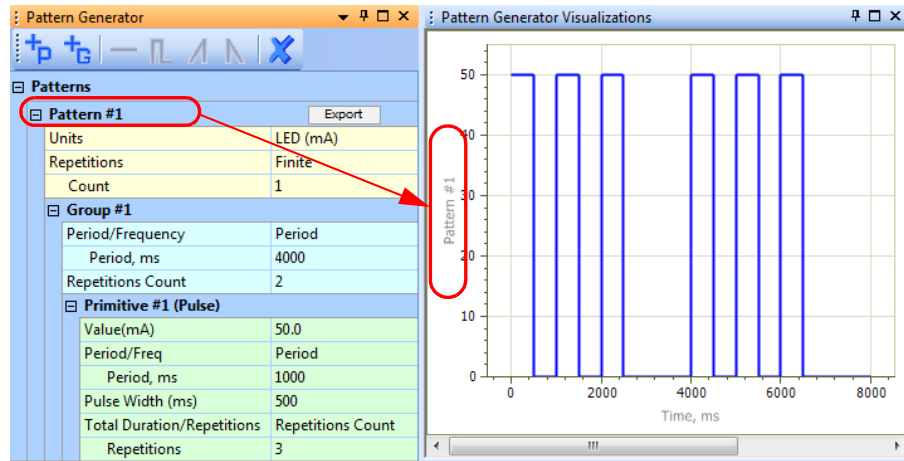 Pattern Generator
P G
Patterns
Pattern #1 Export
Units LED (mA)
Repetitions Finite
Count 1
Group #1
Period/Frequency Period
Period, ms 4000
Repetitions Count 2
Primitive #1 (Pulse)
Value(mA) 50.0
Period/Freq Period
Period, ms 1000
Pulse Width (ms) 500
Total Duration/Repetitions Repetitions Count
Repetitions 3
Pattern Generator Visualizations
50
40
30
20
10
0
Pattern #1
0 2000 4000 6000 8000
Time, ms